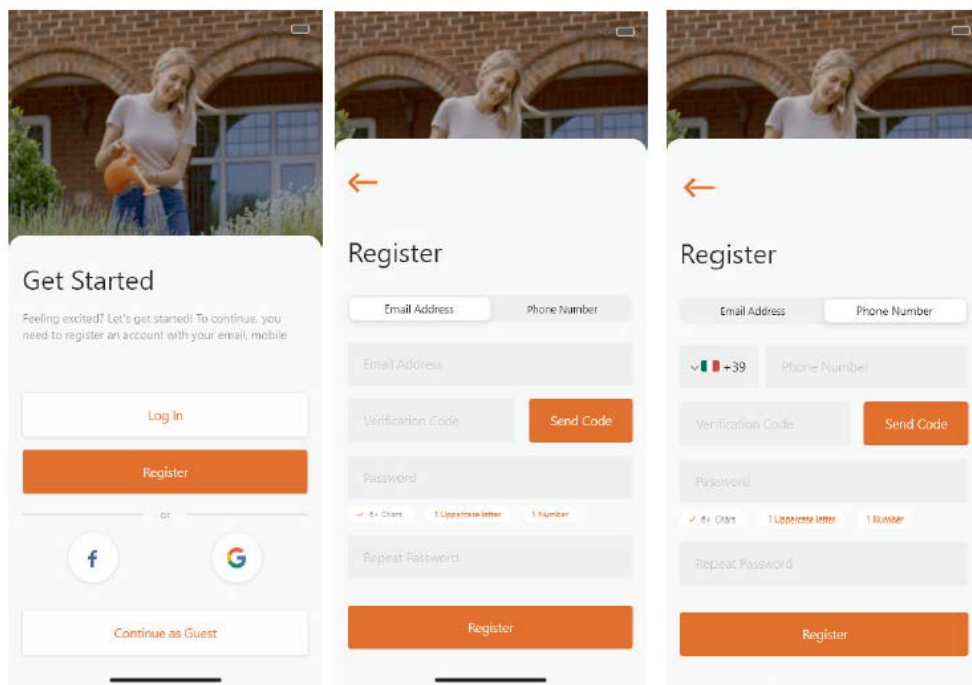 Get Started
Feeling excited? Let's get started! To continue, you
need to register an account with your email, mobile
Log In
Register
or
f
G
Continue as Guest
Register
Email Address Phone Number
Email Address
Verification Code Send Code
Password
8+ Chars 1 Uppercase letter 1 Number
Repeat Password
Register
Register
Email Address Phone Number
+39 Phone Number
Verification Code Send Code
Password
8+ Chars 1 Uppercase letter 1 Number
Repeat Password
Register